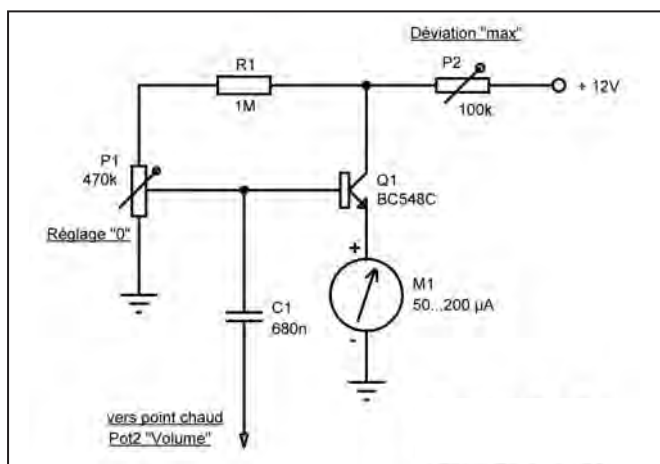 Déviation "max"
R1
1M
P2
100k
+ 12V
P1
470k
Réglage "0"
Q1
BC548C
+
M1
50...200 µA
-
C1
680n
vers point chaud
Pot2 "Volume"